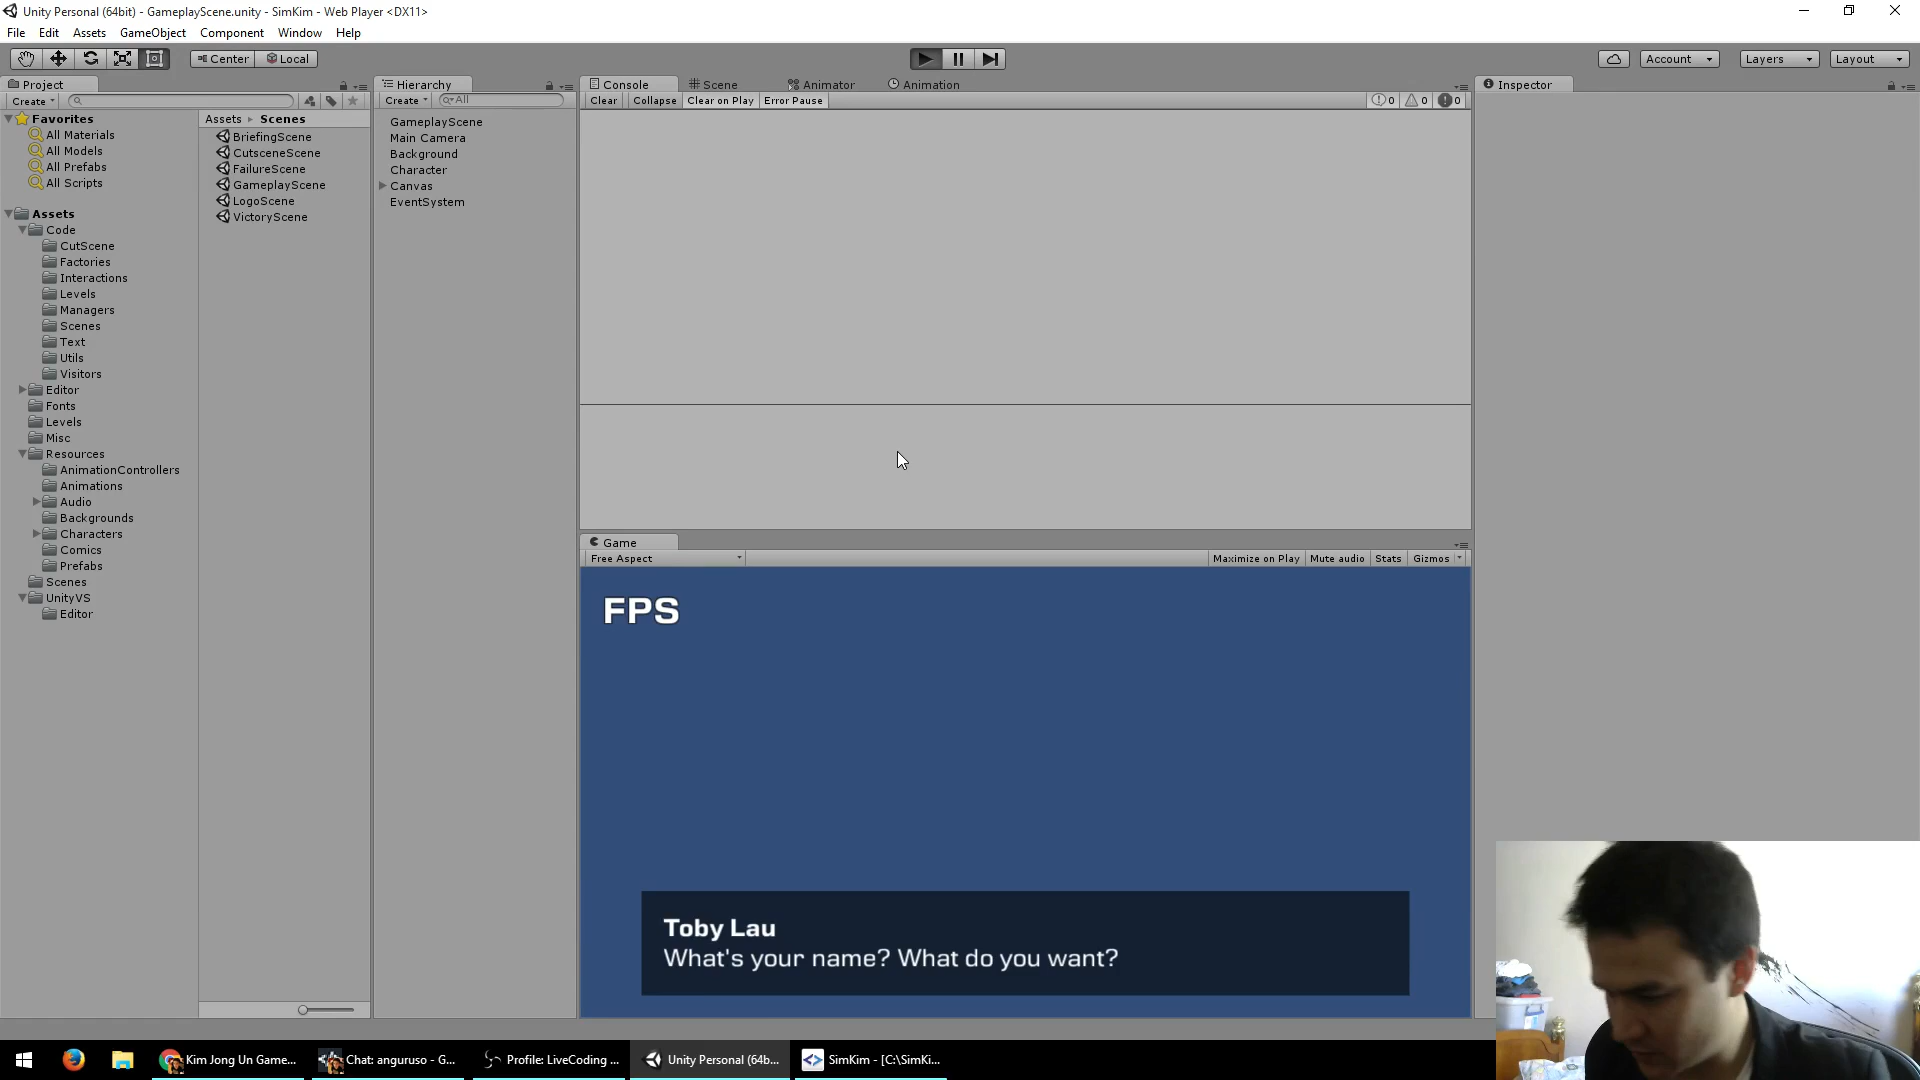 Unity Personal (64bit) - GameplayScene.unity - SimKim - Web Player <DX11>
File Edit Assets GameObject Component Window Help
Center Local Account Layers Layout
Project
Create
Favorites
All Materials
All Models
All Prefabs
All Scripts
Assets
Code
CutScene
Factories
Interactions
Levels
Managers
Scenes
Text
Utils
Visitors
Editor
Fonts
Levels
Misc
Resources
AnimationControllers
Animations
Audio
Backgrounds
Characters
Comics
Prefabs
Scenes
UnityVS
Editor
Assets Scenes
BriefingScene
CutsceneScene
FailureScene
GameplayScene
LogoScene
VictoryScene
Hierarchy
Create All
GameplayScene
Main Camera
Background
Character
Canvas
EventSystem
Console Scene Animator Animation
Clear Collapse Clear on Play Error Pause 0 0 0
Game
Free Aspect Maximize on Play Mute audio Stats Gizmos
FPS
Toby Lau
What's your name? What do you want?
Inspector
Kim Jong Un Game... Chat: anguruso - G... Profile: LiveCoding ... Unity Personal (64b... SimKim - [C:\SimKi...